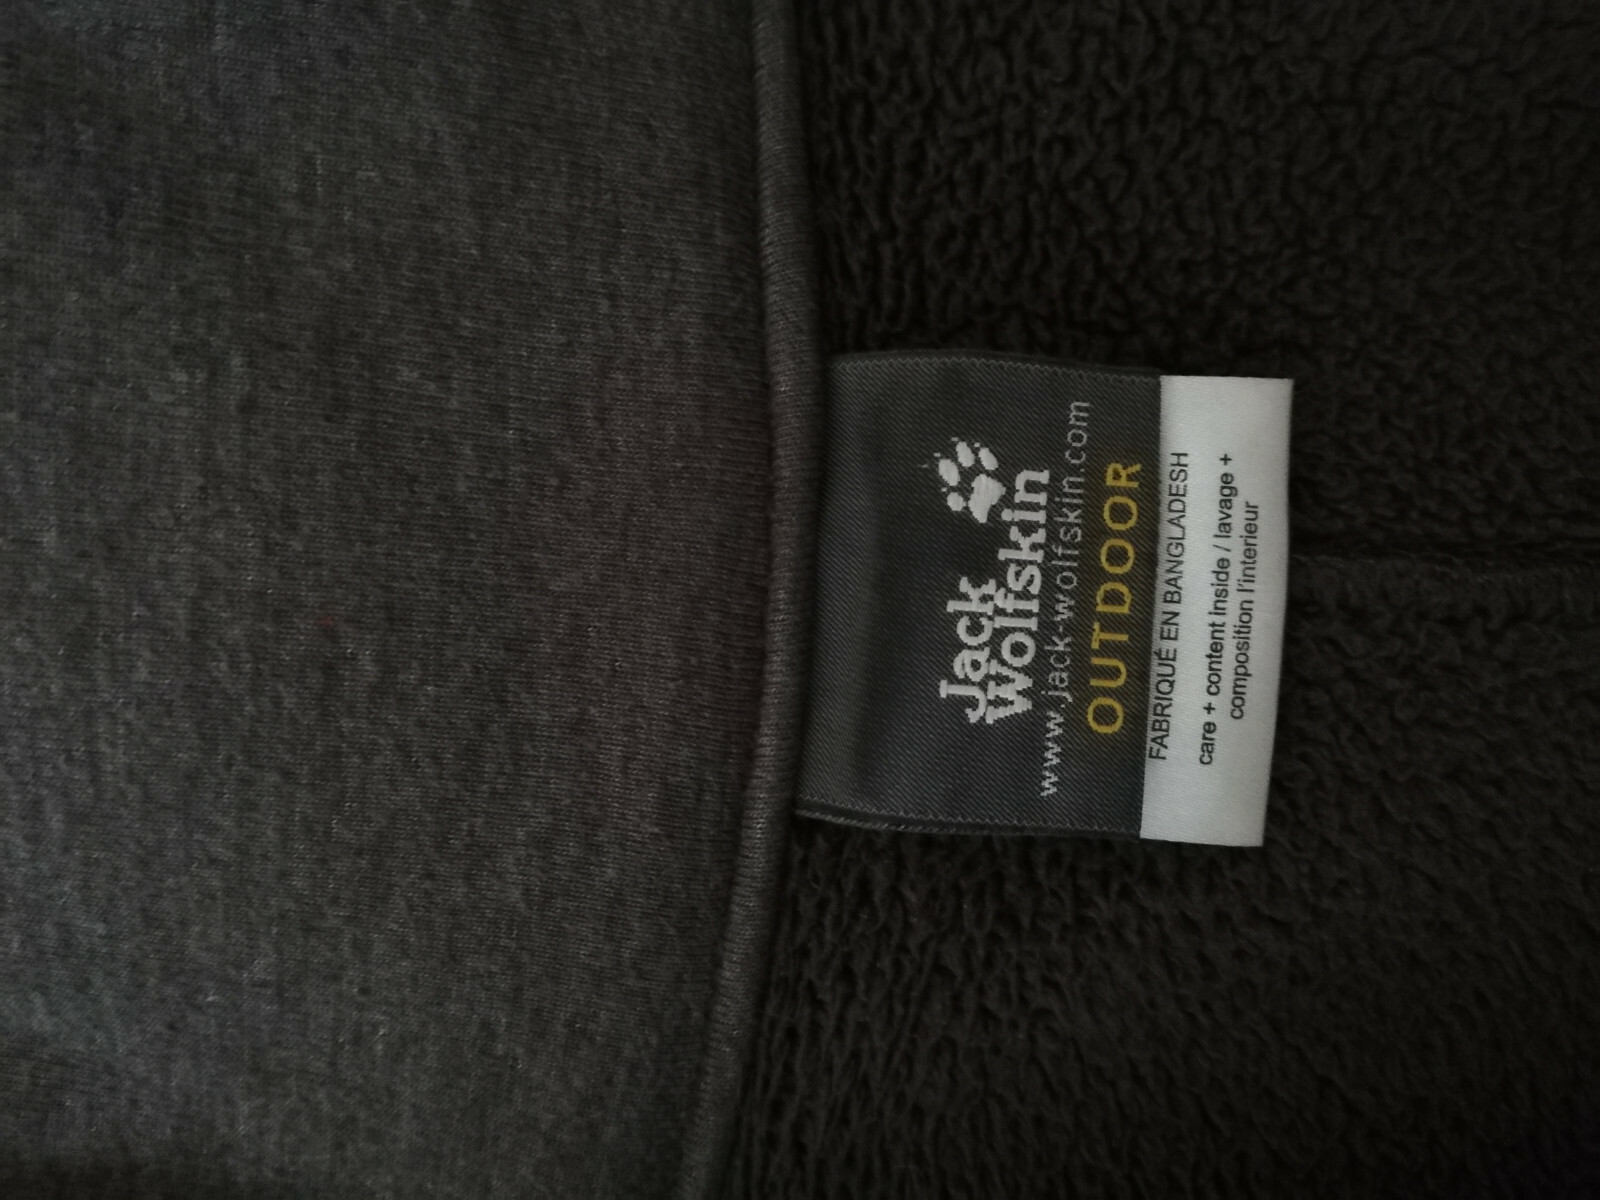 Jack
Wolfskin
www.jack-wolfskin.com
OUTDOOR
FABRIQUÉ EN BANGLADESH
care + content inside / lavage +
composition l'interieur